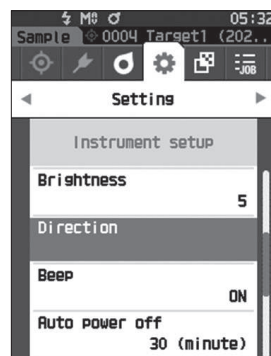 M 05:32
Sample 0004 Target1 (202..
JOB
Setting
Instrument setup
Brightness
5
Direction
Beep
ON
Auto power off
30 (minute)